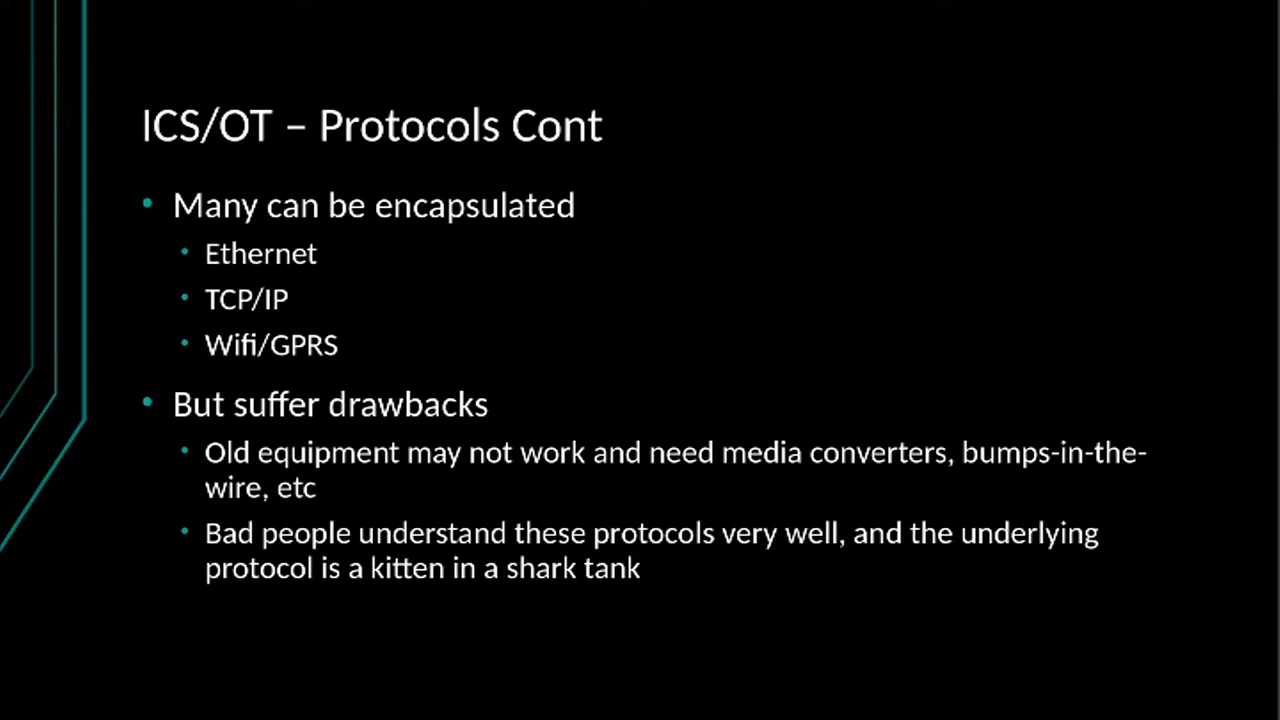 ICS/OT – Protocols Cont
• Many can be encapsulated
• Ethernet
• TCP/IP
• Wifi/GPRS
• But suffer drawbacks
• Old equipment may not work and need media converters, bumps-in-the-
wire, etc
• Bad people understand these protocols very well, and the underlying
protocol is a kitten in a shark tank